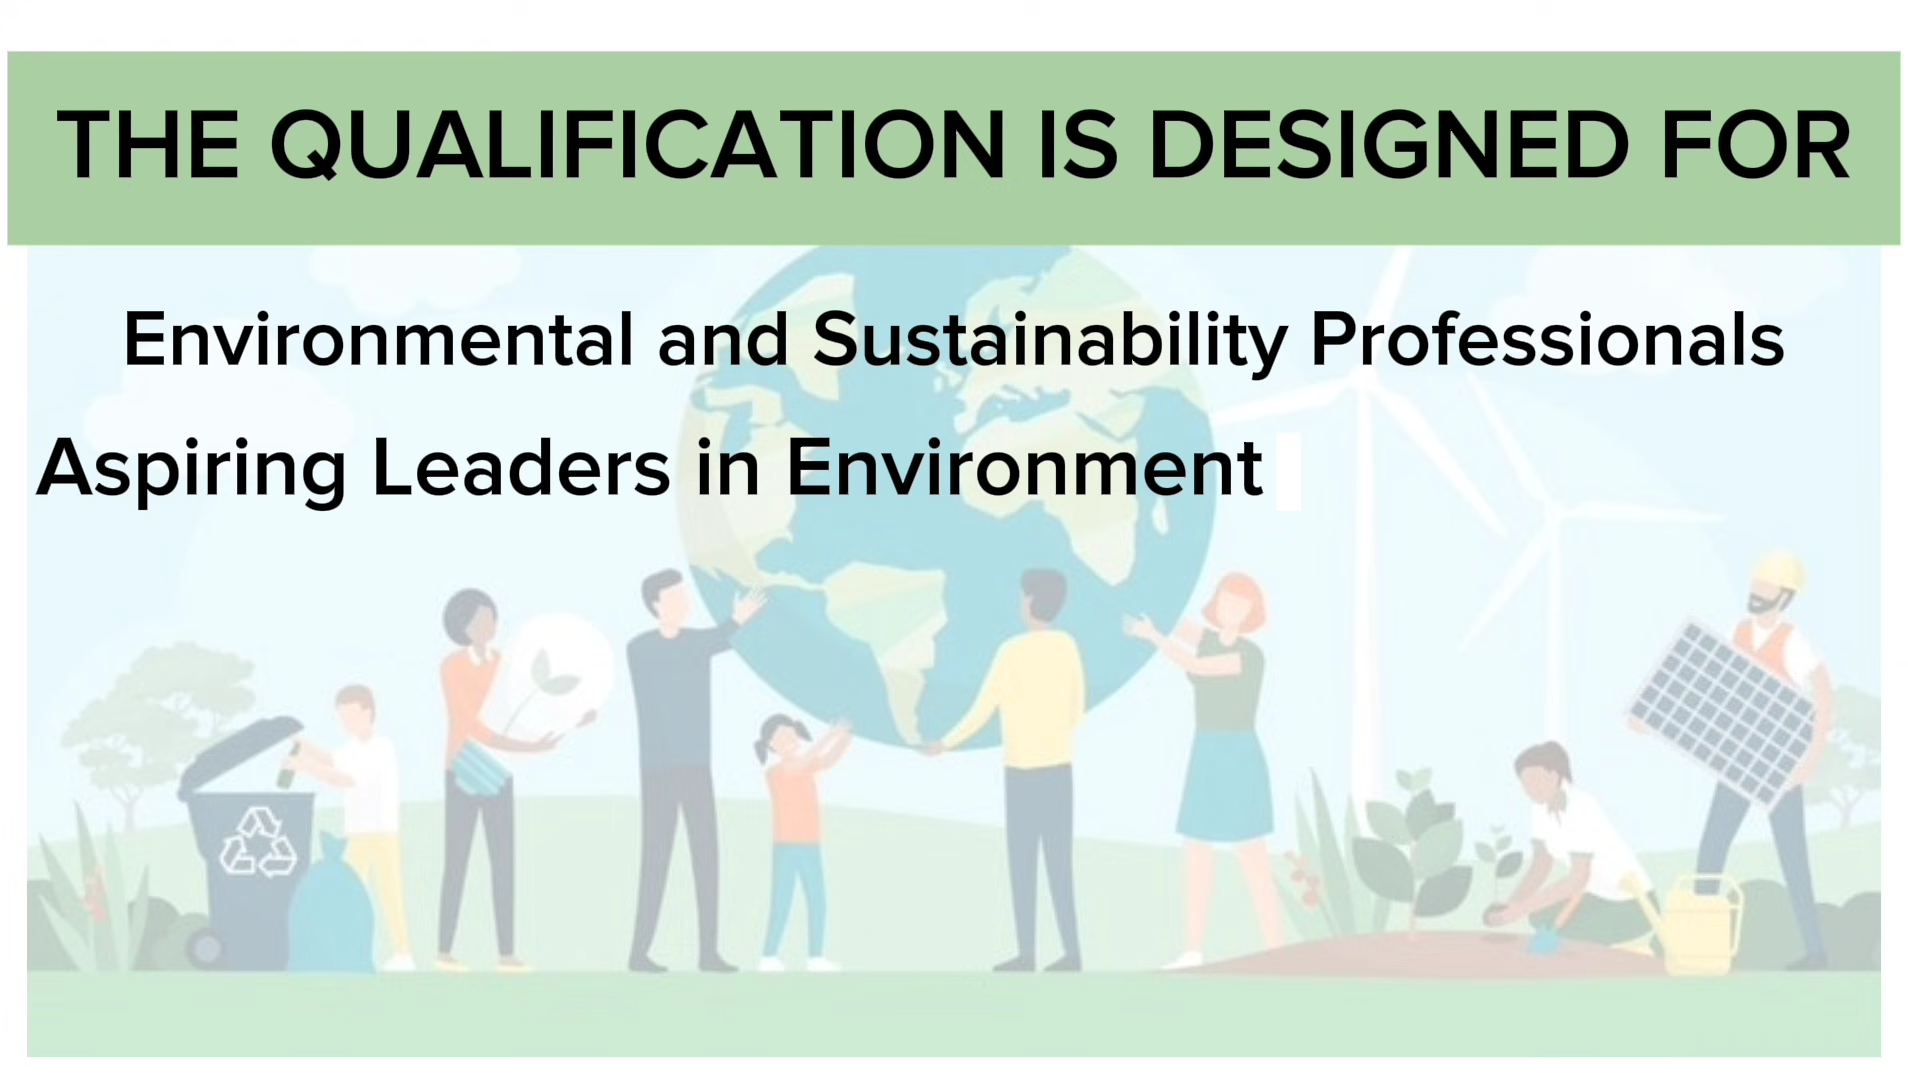 THE QUALIFICATION IS DESIGNED FOR
Environmental and Sustainability Professionals
Aspiring Leaders in Environment